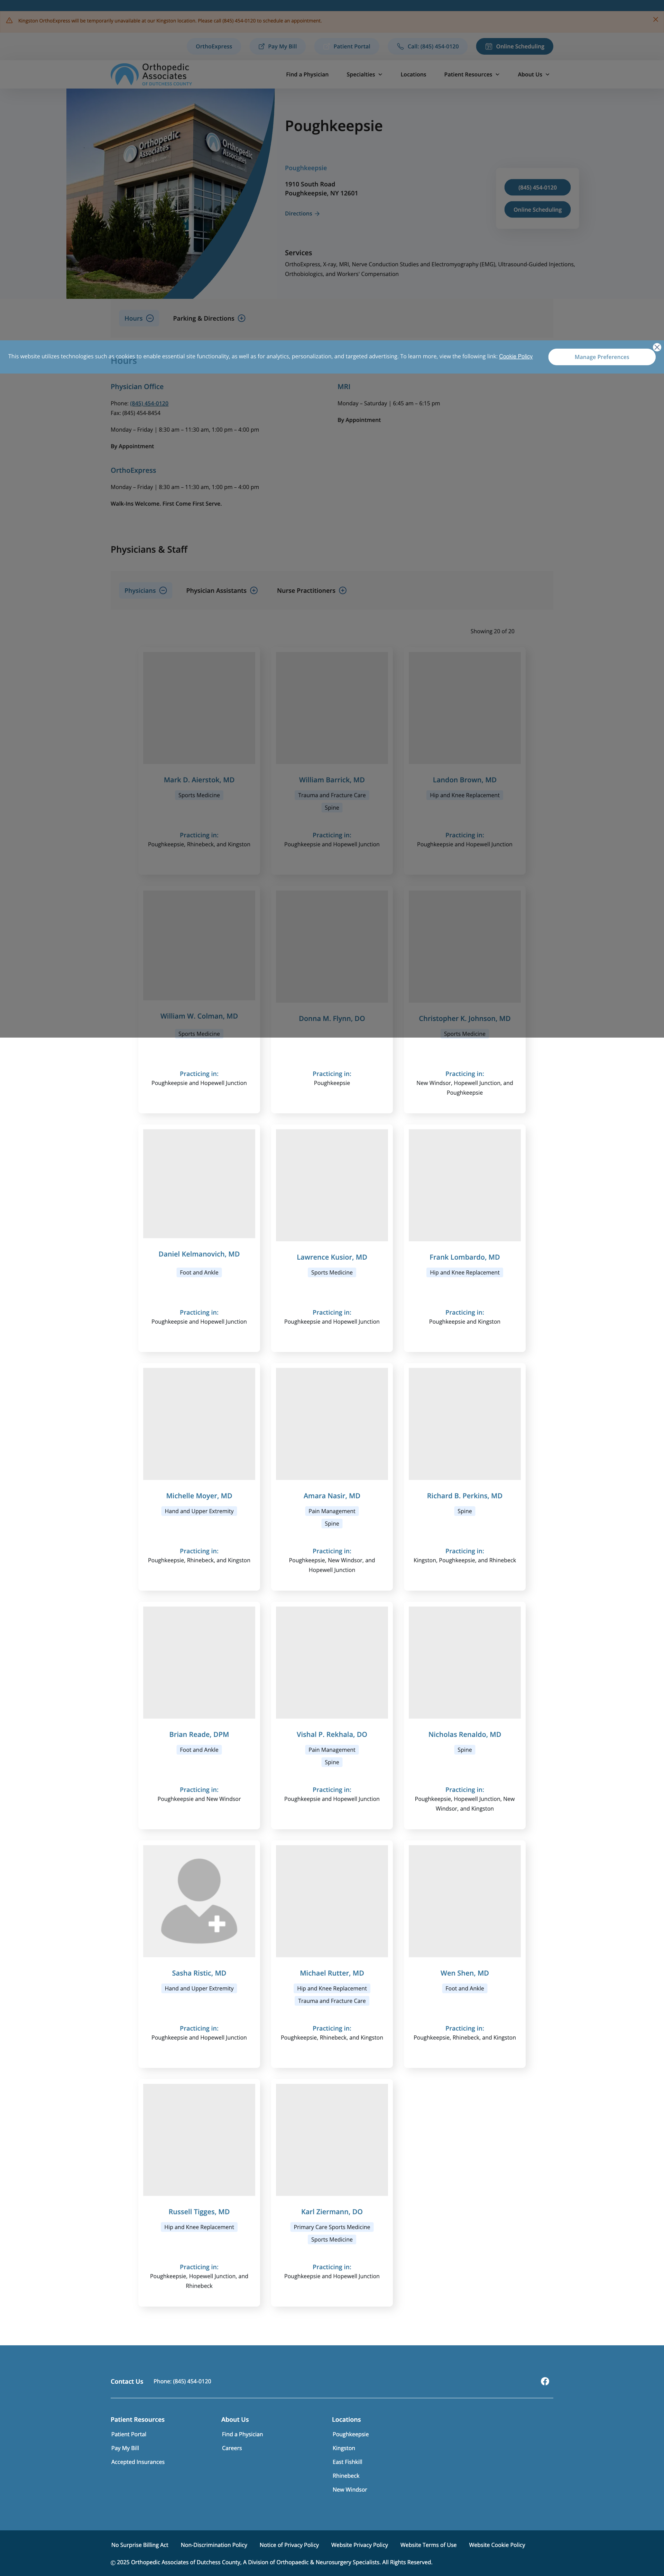 Kingston OrthoExpress will be temporarily unavailable at our Kingston location. Please call (845) 454-0120 to schedule an appointment.
OrthoExpress
Pay My Bill
Patient Portal
Call: (845) 454-0120
Online Scheduling
Orthopedic
Associates
OF DUTCHESS COUNTY
Find a Physician
Specialties
Locations
Patient Resources
About Us
Orthopedic
Associates
Orthopedic
Associates
Poughkeepsie
Poughkeepsie
1910 South Road
Poughkeepsie, NY 12601
Directions
(845) 454-0120
Online Scheduling
Services
OrthoExpress, X-ray, MRI, Nerve Conduction Studies and Electromyography (EMG), Ultrasound-Guided Injections,
Orthobiologics, and Workers' Compensation
Hours
Parking & Directions
This website utilizes technologies such as cookies to enable essential site functionality, as well as for analytics, personalization, and targeted advertising. To learn more, view the following link: Cookie Policy
Manage Preferences
Hours
Physician Office
Phone: (845) 454-0120
Fax: (845) 454-8454
Monday – Friday | 8:30 am – 11:30 am, 1:00 pm – 4:00 pm
By Appointment
MRI
Monday – Saturday | 6:45 am – 6:15 pm
By Appointment
OrthoExpress
Monday – Friday | 8:30 am – 11:30 am, 1:00 pm – 4:00 pm
Walk-ins Welcome. First Come First Serve.
Physicians & Staff
Physicians
Physician Assistants
Nurse Practitioners
Showing 20 of 20
Mark D. Aierstok, MD
Sports Medicine
Practicing in:
Poughkeepsie, Rhinebeck, and Kingston
William Barrick, MD
Trauma and Fracture Care
Spine
Practicing in:
Poughkeepsie and Hopewell Junction
Landon Brown, MD
Hip and Knee Replacement
Practicing in:
Poughkeepsie and Hopewell Junction
William W. Colman, MD
Sports Medicine
Practicing in:
Poughkeepsie and Hopewell Junction
Donna M. Flynn, DO
Practicing in:
Poughkeepsie
Christopher K. Johnson, MD
Sports Medicine
Practicing in:
New Windsor, Hopewell Junction, and
Poughkeepsie
Daniel Kelmanovich, MD
Foot and Ankle
Practicing in:
Poughkeepsie and Hopewell Junction
Lawrence Kusior, MD
Sports Medicine
Practicing in:
Poughkeepsie and Hopewell Junction
Frank Lombardo, MD
Hip and Knee Replacement
Practicing in:
Poughkeepsie and Kingston
Michelle Moyer, MD
Hand and Upper Extremity
Practicing in:
Poughkeepsie, Rhinebeck, and Kingston
Amara Nasir, MD
Pain Management
Spine
Practicing in:
Poughkeepsie, New Windsor, and
Hopewell Junction
Richard B. Perkins, MD
Spine
Practicing in:
Kingston, Poughkeepsie, and Rhinebeck
Brian Reade, DPM
Foot and Ankle
Practicing in:
Poughkeepsie and New Windsor
Vishal P. Rekhala, DO
Pain Management
Spine
Practicing in:
Poughkeepsie and Hopewell Junction
Nicholas Renaldo, MD
Spine
Practicing in:
Poughkeepsie, Hopewell Junction, New
Windsor, and Kingston
Sasha Ristic, MD
Hand and Upper Extremity
Practicing in:
Poughkeepsie and Hopewell Junction
Michael Rutter, MD
Hip and Knee Replacement
Trauma and Fracture Care
Practicing in:
Poughkeepsie, Rhinebeck, and Kingston
Wen Shen, MD
Foot and Ankle
Practicing in:
Poughkeepsie, Rhinebeck, and Kingston
Russell Tigges, MD
Hip and Knee Replacement
Practicing in:
Poughkeepsie, Hopewell Junction, and
Rhinebeck
Karl Ziermann, DO
Primary Care Sports Medicine
Sports Medicine
Practicing in:
Poughkeepsie and Hopewell Junction
Contact Us
Phone: (845) 454-0120
Patient Resources
Patient Portal
Pay My Bill
Accepted Insurances
About Us
Find a Physician
Careers
Locations
Poughkeepsie
Kingston
East Fishkill
Rhinebeck
New Windsor
No Surprise Billing Act
Non-Discrimination Policy
Notice of Privacy Policy
Website Privacy Policy
Website Terms of Use
Website Cookie Policy
© 2025 Orthopedic Associates of Dutchess County, A Division of Orthopaedic & Neurosurgery Specialists. All Rights Reserved.